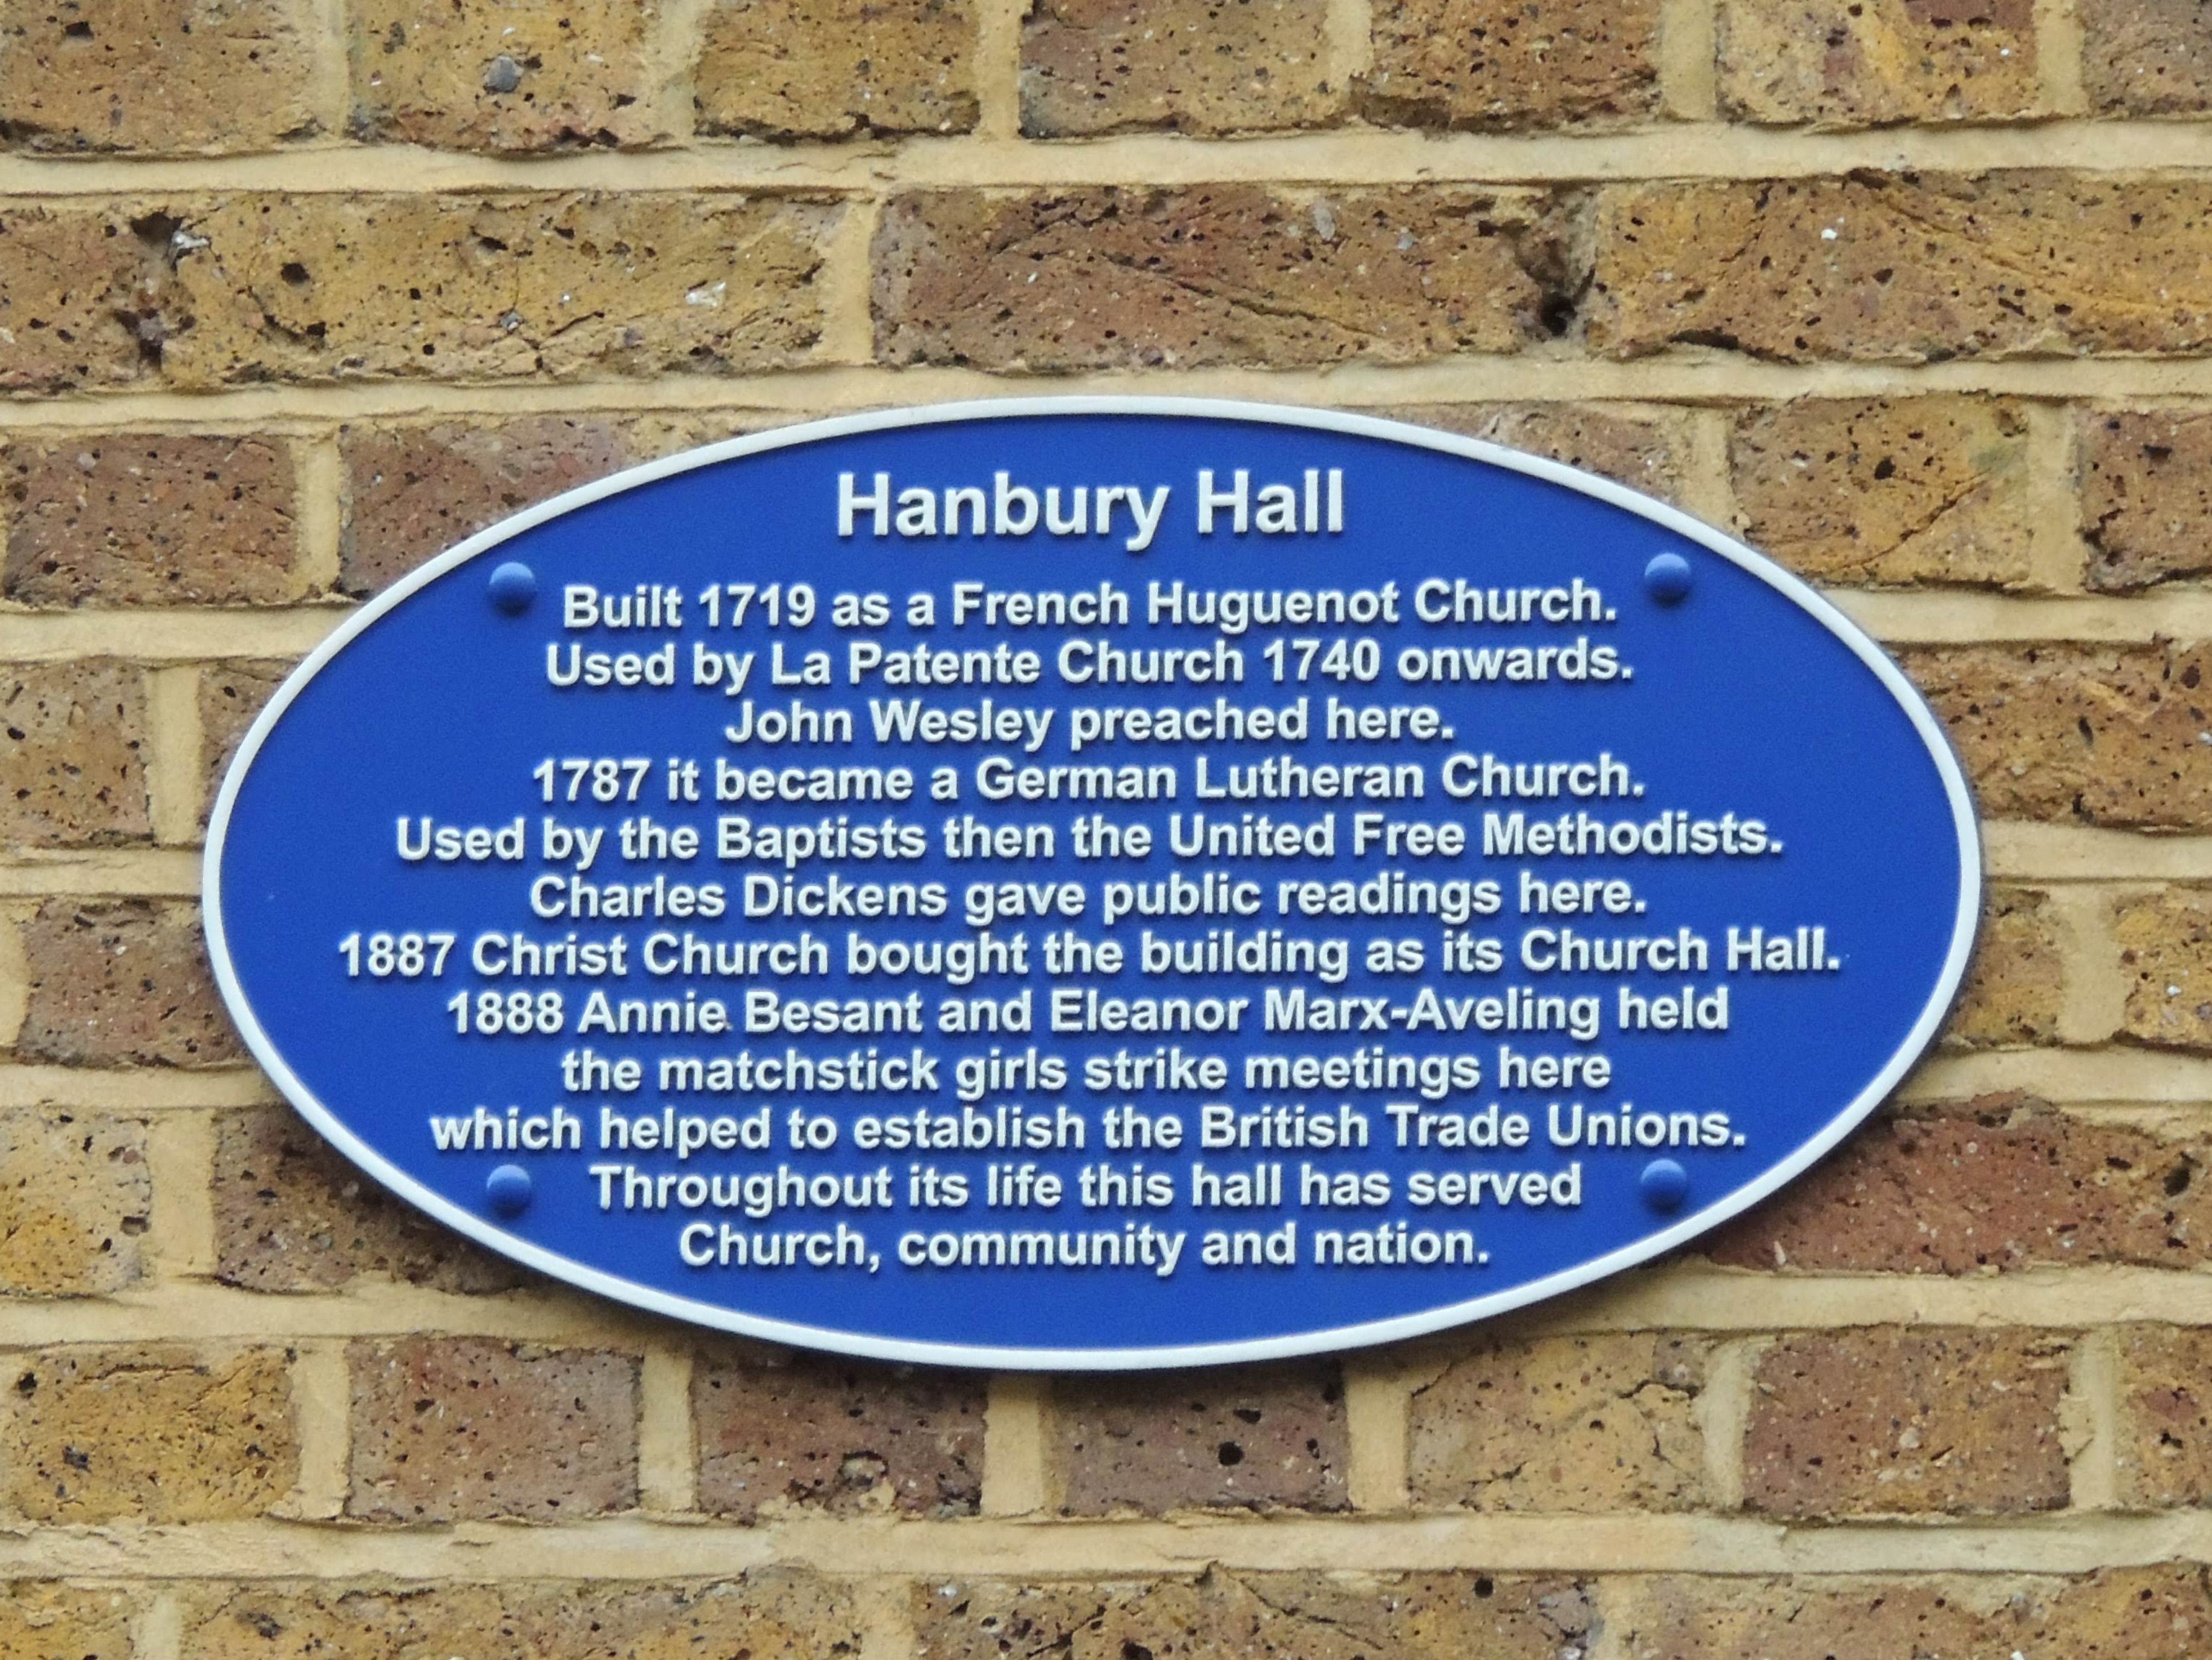 Hanbury Hall
Built 1719 as a French Huguenot Church.
Used by La Patente Church 1740 onwards.
John Wesley preached here.
1787 it became a German Lutheran Church.
Used by the Baptists then the United Free Methodists.
Charles Dickens gave public readings here.
1887 Christ Church bought the building as its Church Hall.
1888 Annie Besant and Eleanor Marx-Aveling held
the matchstick girls strike meetings here
which helped to establish the British Trade Unions.
Throughout its life this hall has served
Church, community and nation.